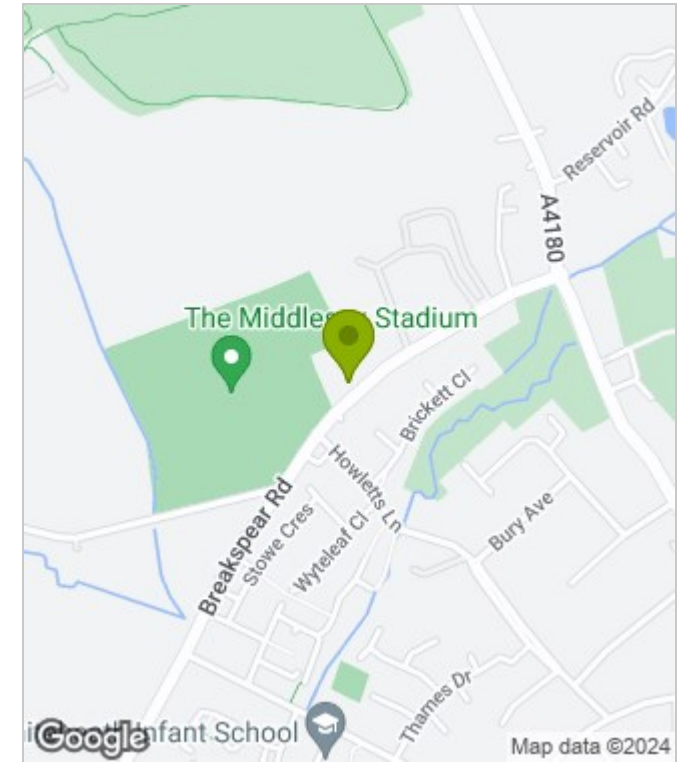 Reservoir Rd
A4180
The Middlese Stadium
Brickett Cl
Howletts Ln
Breakspear Rd
Stowe Cres
Wyteleaf Cl
Bury Ave
Thames Dr
Infant School
Google
Map data ©2024